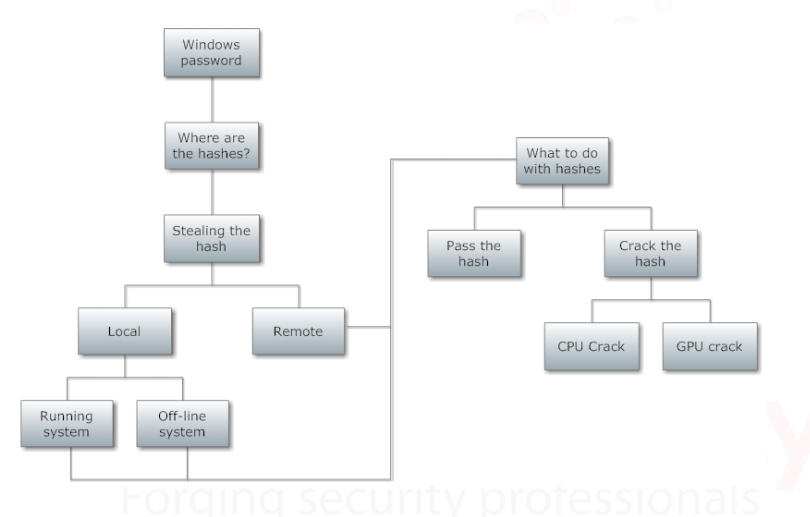 Windows
password
Where are
the hashes?
Stealing the
hash
Local
Remote
Running
system
Off-line
system
What to do
with hashes
Pass the
hash
Crack the
hash
CPU Crack
GPU crack
Forging security professionals